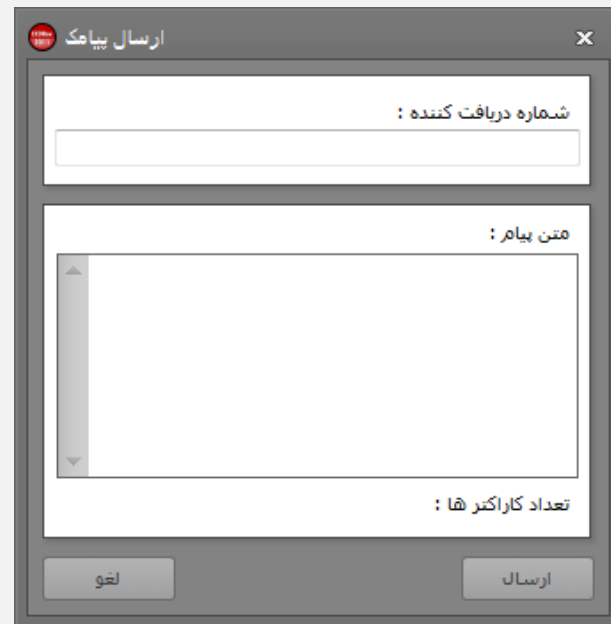 ارسال پیامک
شماره دریافت کننده :
متن پیام :
تعداد کاراکتر ها :
ارسال
لغو